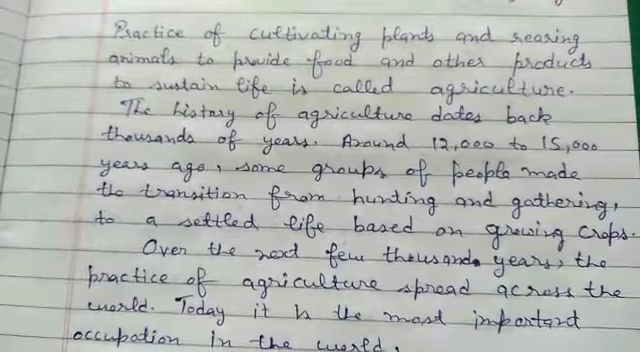 Practice of cultivating plants and rearing
animals to provide food and other products
to sustain life is called agriculture.
The history of agriculture dates back
thousands of years. Around 12,000 to 15,000
years ago, some groups of people made
the transition from hunting and gathering,
to a settled life based on growing crops.
Over the next few thousand years, the
practice of agriculture spread across the
world. Today it is the most important
occupation in the world.